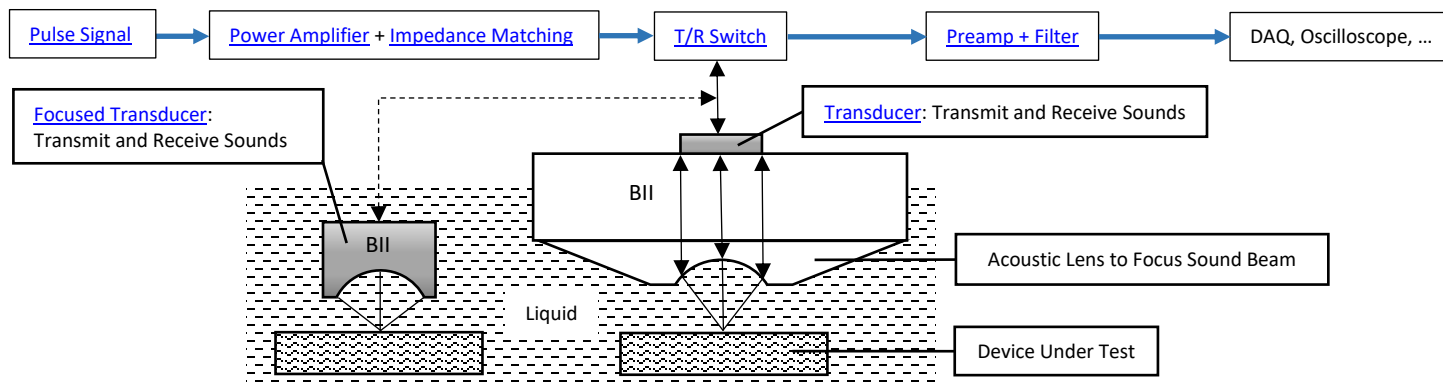 Pulse Signal
Power Amplifier + Impedance Matching
T/R Switch
Preamp + Filter
DAQ, Oscilloscope, ...
Focused Transducer:
Transmit and Receive Sounds
Transducer: Transmit and Receive Sounds
BII
BII
Acoustic Lens to Focus Sound Beam
Liquid
Device Under Test